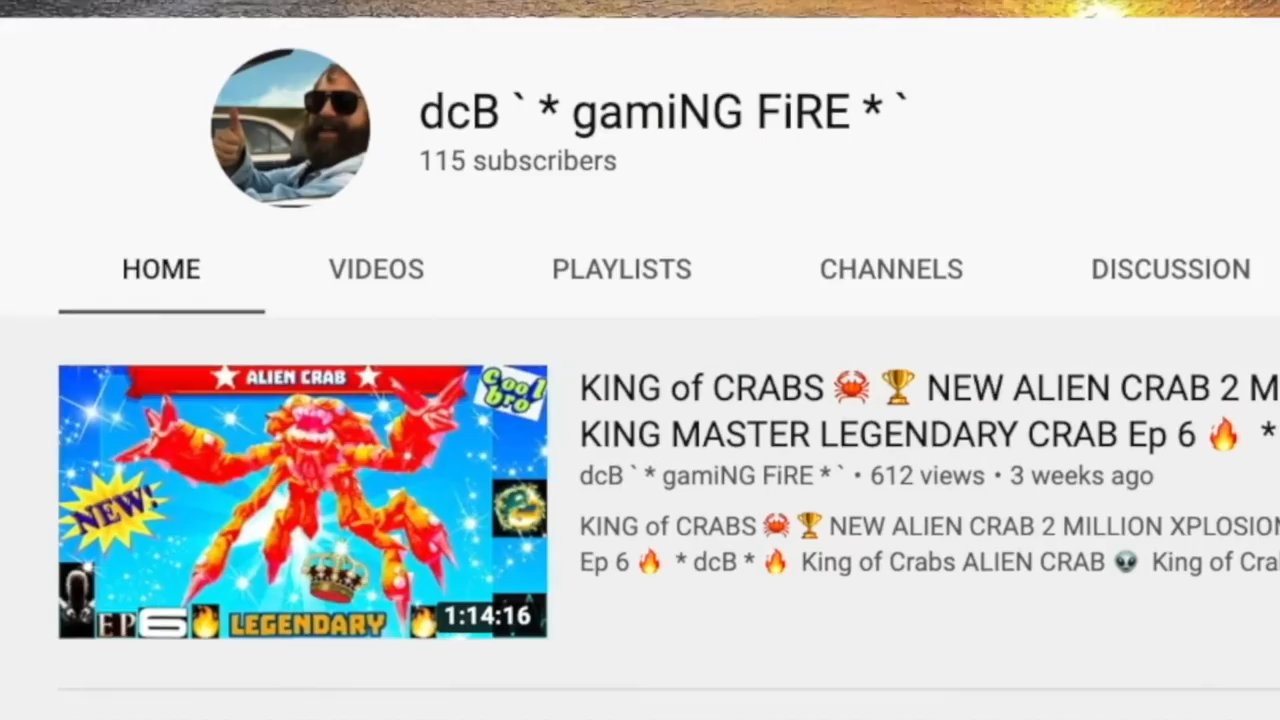 dcB ` * gamiNG FiRE * `
115 subscribers
HOME VIDEOS PLAYLISTS CHANNELS DISCUSSION
ALIEN CRAB
cool
bro
NEW!
EP 6 LEGENDARY
1:14:16
KING of CRABS 🦀 🏆 NEW ALIEN CRAB 2 M
KING MASTER LEGENDARY CRAB Ep 6 🔥 *
dcB ` * gamiNG FiRE * ` • 612 views • 3 weeks ago
KING of CRABS 🦀 🏆 NEW ALIEN CRAB 2 MILLION XPLOSION
Ep 6 🔥 * dcB * 🔥 King of Crabs ALIEN CRAB 👽 King of Cra